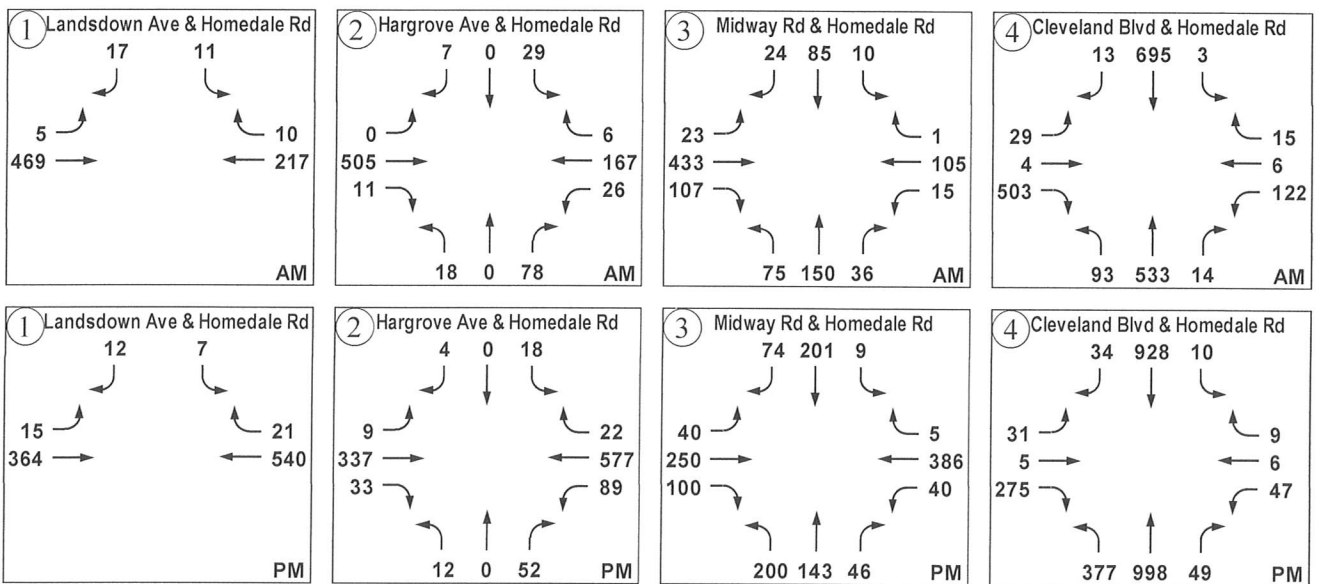 1 Landsdown Ave & Homedale Rd
17 11
5 10
469 217
AM
2 Hargrove Ave & Homedale Rd
7 0 29
0 6
505 167
11 26
18 0 78 AM
3 Midway Rd & Homedale Rd
24 85 10
23 1
433 105
107 15
75 150 36 AM
4 Cleveland Blvd & Homedale Rd
13 695 3
29 15
4 6
503 122
93 533 14 AM
1 Landsdown Ave & Homedale Rd
12 7
15 21
364 540
PM
2 Hargrove Ave & Homedale Rd
4 0 18
9 22
337 577
33 89
12 0 52 PM
3 Midway Rd & Homedale Rd
74 201 9
40 5
250 386
100 40
200 143 46 PM
4 Cleveland Blvd & Homedale Rd
34 928 10
31 9
5 6
275 47
377 998 49 PM